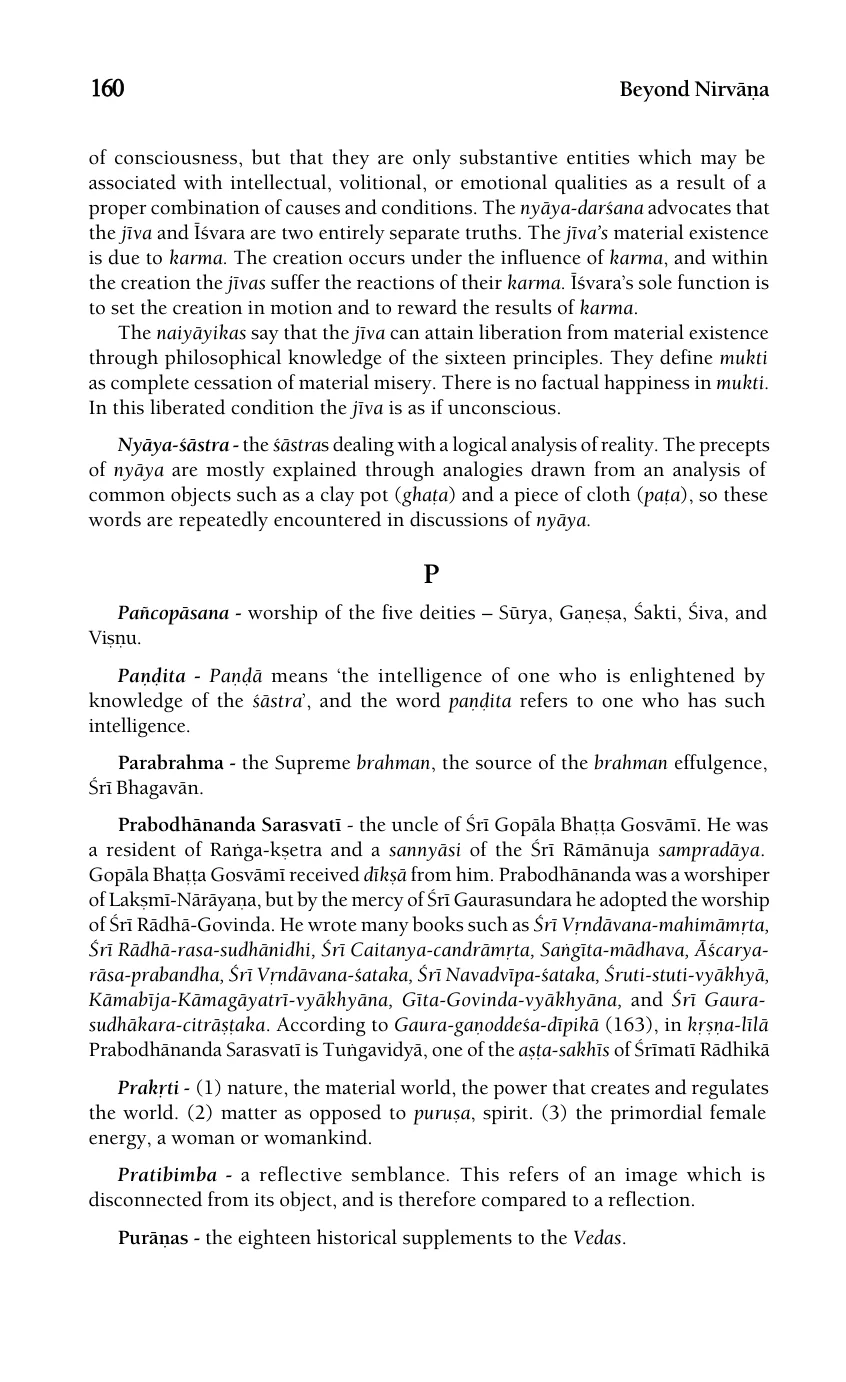 160
Beyond Nirvāṇa
of consciousness, but that they are only substantive entities which may be
associated with intellectual, volitional, or emotional qualities as a result of a
proper combination of causes and conditions. The nyāya-darśana advocates that
the jīva and Īśvara are two entirely separate truths. The jīva’s material existence
is due to karma. The creation occurs under the influence of karma, and within
the creation the jīvas suffer the reactions of their karma. Īśvara’s sole function is
to set the creation in motion and to reward the results of karma.
The naiyāyikas say that the jīva can attain liberation from material existence
through philosophical knowledge of the sixteen principles. They define mukti
as complete cessation of material misery. There is no factual happiness in mukti.
In this liberated condition the jīva is as if unconscious.
Nyāya-śāstra - the śāstras dealing with a logical analysis of reality. The precepts
of nyāya are mostly explained through analogies drawn from an analysis of
common objects such as a clay pot (ghaṭa) and a piece of cloth (paṭa), so these
words are repeatedly encountered in discussions of nyāya.
P
Pañcopāsana - worship of the five deities – Sūrya, Gaṇeṣa, Śakti, Śiva, and
Viṣṇu.
Paṇḍita - Paṇḍā means ‘the intelligence of one who is enlightened by
knowledge of the śāstra’, and the word paṇḍita refers to one who has such
intelligence.
Parabrahma - the Supreme brahman, the source of the brahman effulgence,
Śrī Bhagavān.
Prabodhānanda Sarasvatī - the uncle of Śrī Gopāla Bhaṭṭa Gosvāmī. He was
a resident of Raṅga-kṣetra and a sannyāsi of the Śrī Rāmānuja sampradāya.
Gopāla Bhaṭṭa Gosvāmī received dīkṣā from him. Prabodhānanda was a worshiper
of Lakṣmī-Nārāyaṇa, but by the mercy of Śrī Gaurasundara he adopted the worship
of Śrī Rādhā-Govinda. He wrote many books such as Śrī Vṛndāvana-mahimāmṛta,
Śrī Rādhā-rasa-sudhānidhi, Śrī Caitanya-candrāmṛta, Saṅgīta-mādhava, Āścarya-
rāsa-prabandha, Śrī Vṛndāvana-śataka, Śrī Navadvīpa-śataka, Śruti-stuti-vyākhyā,
Kāmabīja-Kāmagāyatrī-vyākhyāna, Gīta-Govinda-vyākhyāna, and Śrī Gaura-
sudhākara-citrāṣṭaka. According to Gaura-gaṇoddeśa-dīpikā (163), in kṛṣṇa-līlā
Prabodhānanda Sarasvatī is Tuṅgavidyā, one of the aṣṭa-sakhīs of Śrīmatī Rādhikā
Prakṛti - (1) nature, the material world, the power that creates and regulates
the world. (2) matter as opposed to puruṣa, spirit. (3) the primordial female
energy, a woman or womankind.
Pratibimba - a reflective semblance. This refers of an image which is
disconnected from its object, and is therefore compared to a reflection.
Purāṇas - the eighteen historical supplements to the Vedas.